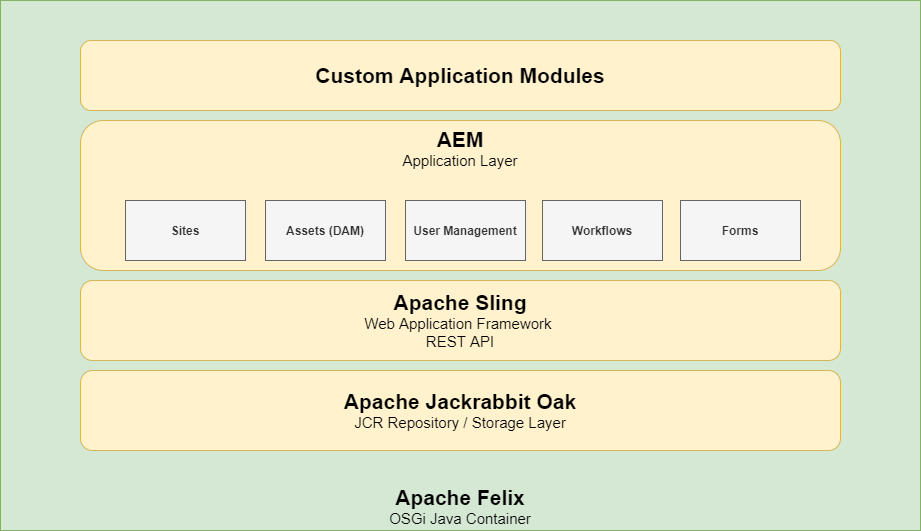 Custom Application Modules
AEM
Application Layer
Sites
Assets (DAM)
User Management
Workflows
Forms
Apache Sling
Web Application Framework
REST API
Apache Jackrabbit Oak
JCR Repository / Storage Layer
Apache Felix
OSGi Java Container